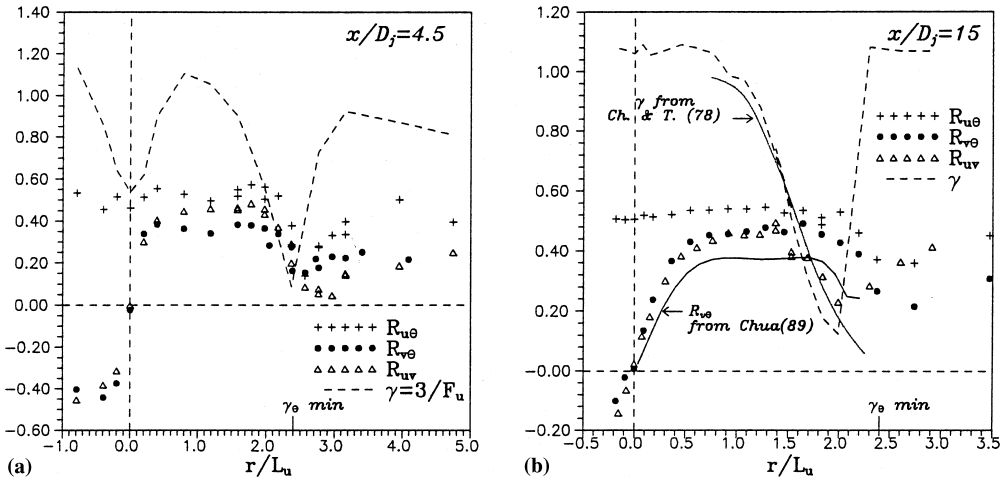 1.40
1.20
1.00
0.80
0.60
0.40
0.20
0.00
−0.20
−0.40
−0.60
−1.0
0.0
1.0
2.0
3.0
4.0
5.0
x/Dj=4.5
+ + + + + Ruθ
● ● ● ● ● Rvθ
△ △ △ △ △ Ruv
γ=3/Fu
γθ min
(a)
r/Lu
1.20
1.00
0.80
0.60
0.40
0.20
−0.00
−0.20
−0.5
0.0
0.5
1.0
1.5
2.0
2.5
3.0
3.5
x/Dj=15
γ from
Ch. & T. (78)
+ + + + + Ruθ
● ● ● ● ● Rvθ
△ △ △ △ △ Ruv
γ
Rvθ
from Chua(89)
γθ min
(b)
r/Lu